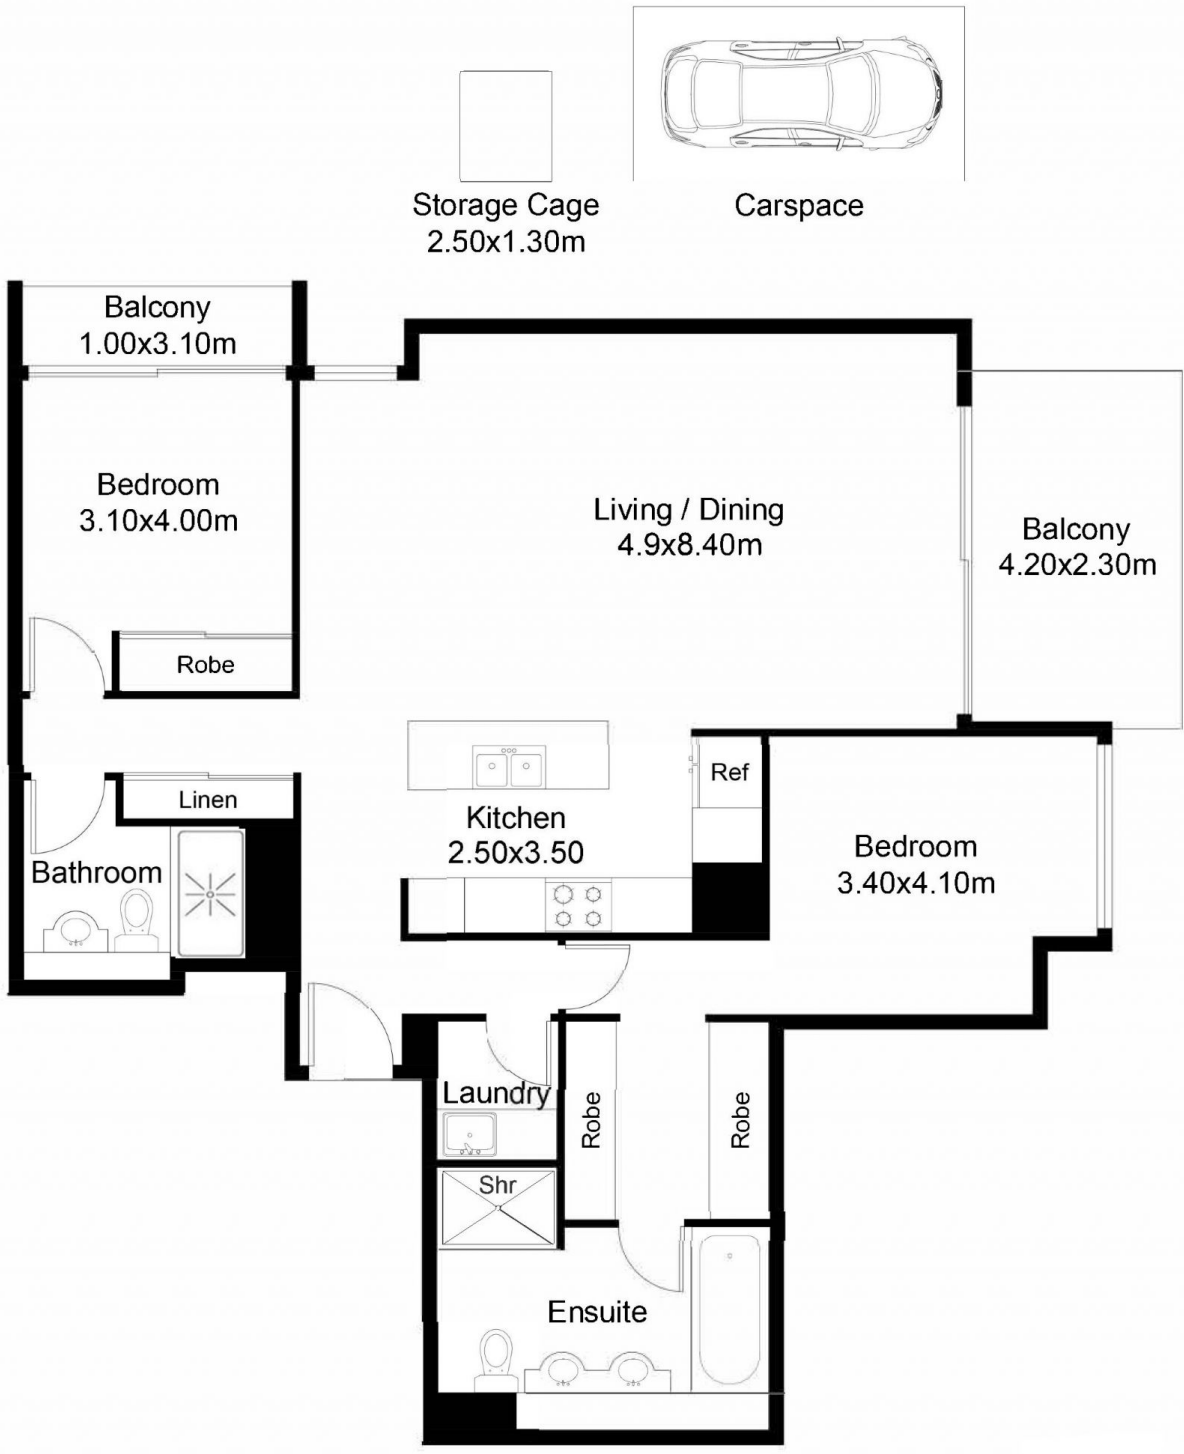 Storage Cage
2.50x1.30m
Carspace
Balcony
1.00x3.10m
Bedroom
3.10x4.00m
Robe
Living / Dining
4.9x8.40m
Balcony
4.20x2.30m
Linen
Bathroom
Kitchen
2.50x3.50
Ref
Bedroom
3.40x4.10m
Laundry
Robe
Robe
Shr
Ensuite